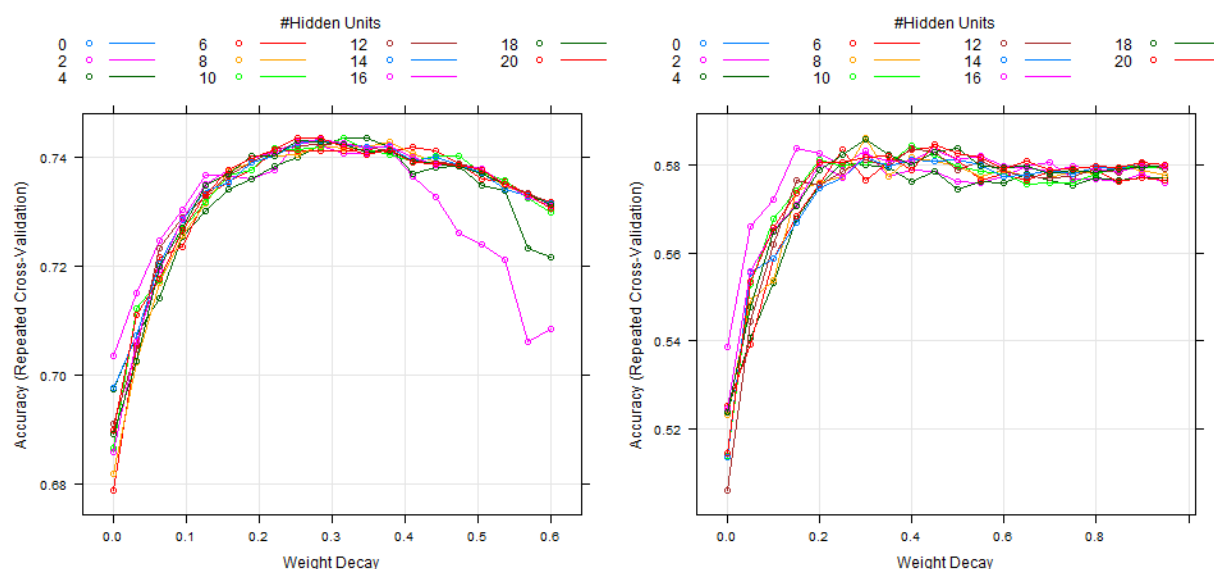 #Hidden Units
0 6 12 18
2 8 14 20
4 10 16
Accuracy (Repeated Cross-Validation)
0.74
0.72
0.70
0.68
0.0 0.1 0.2 0.3 0.4 0.5 0.6
Weight Decay
#Hidden Units
0 6 12 18
2 8 14 20
4 10 16
Accuracy (Repeated Cross-Validation)
0.58
0.56
0.54
0.52
0.0 0.2 0.4 0.6 0.8
Weight Decay